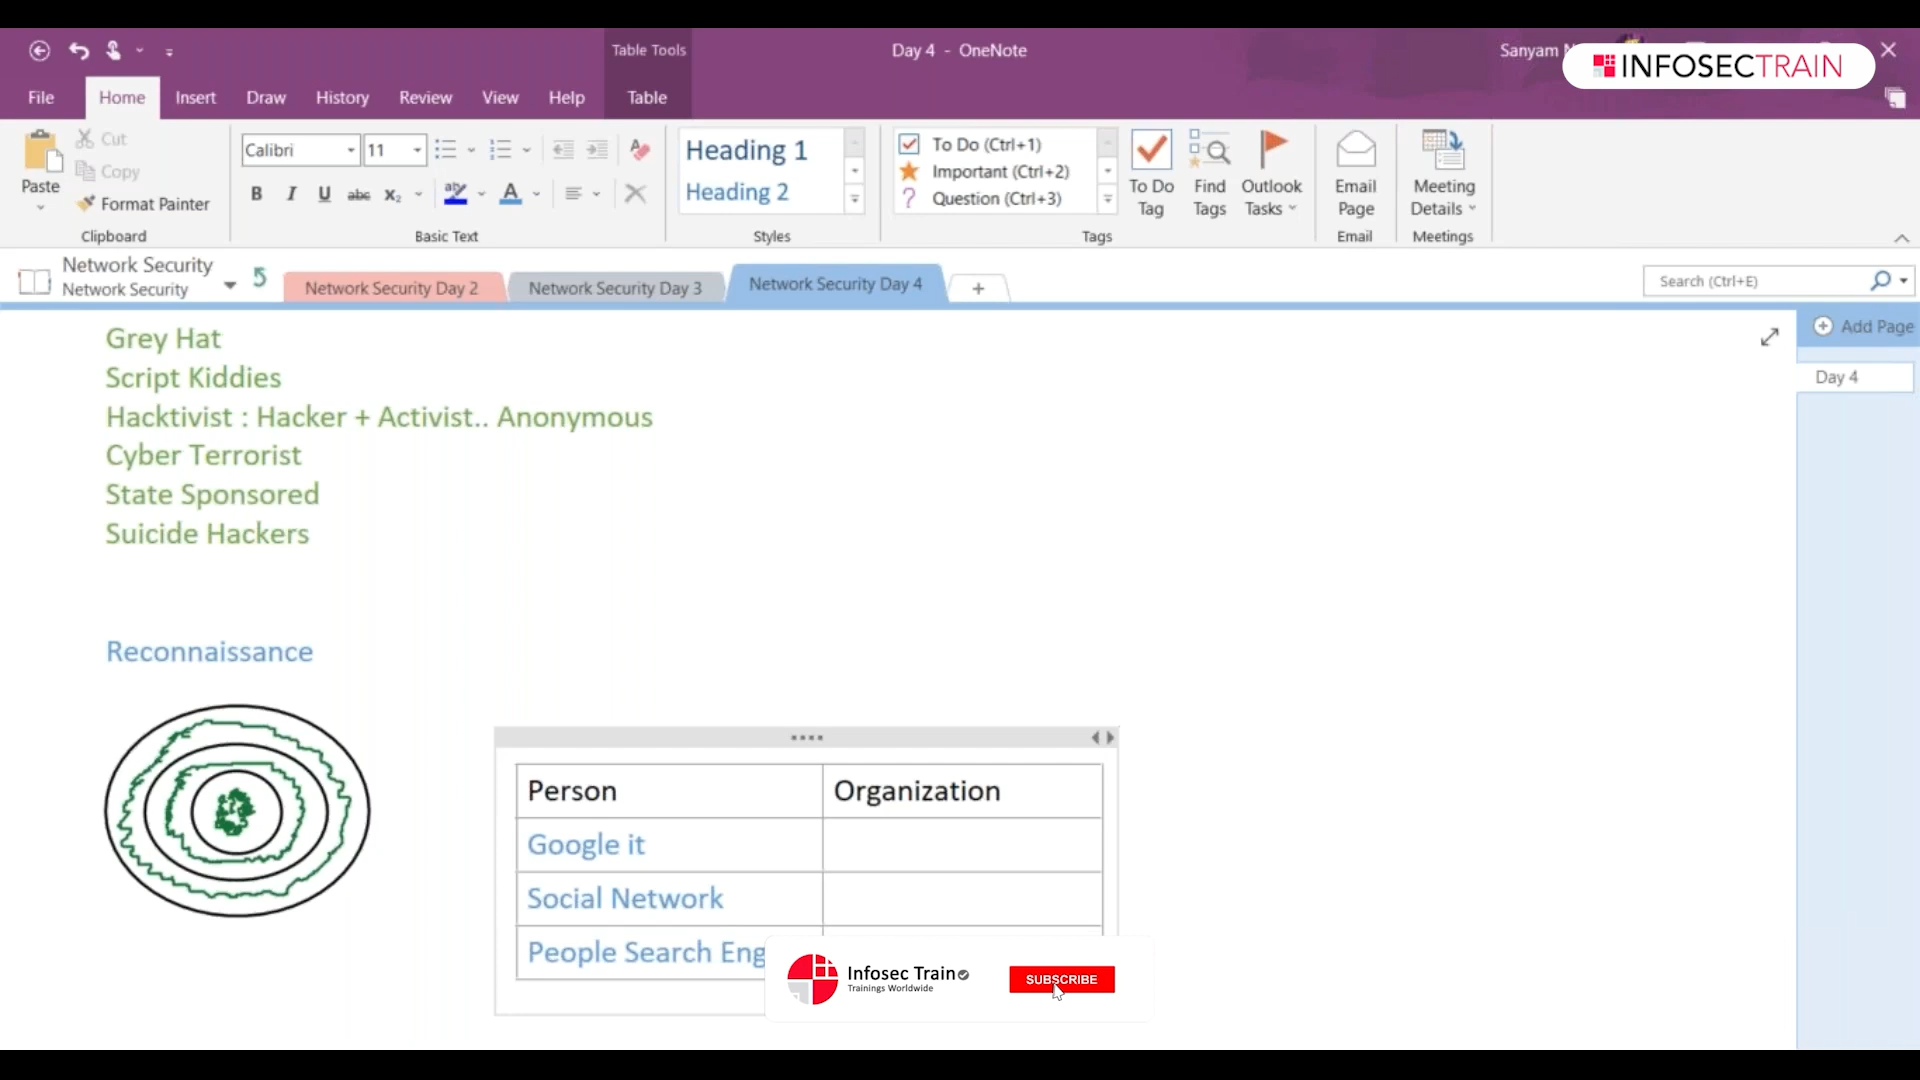 Table Tools
Day 4 - OneNote
Sanyam
INFOSECTRAIN
File Home Insert Draw History Review View Help Table
Paste
Cut
Copy
Format Painter
Clipboard
Calibri 11
B I U abc X₂ aby A
Basic Text
Heading 1
Heading 2
Styles
To Do (Ctrl+1)
Important (Ctrl+2)
Question (Ctrl+3)
To Do Tag
Find Tags
Outlook Tasks
Tags
Email Page
Email
Meeting Details
Meetings
Network Security
Network Security
Network Security Day 2
Network Security Day 3
Network Security Day 4
+
Search (Ctrl+E)
Add Page
Day 4
Grey Hat
Script Kiddies
Hacktivist : Hacker + Activist.. Anonymous
Cyber Terrorist
State Sponsored
Suicide Hackers
Reconnaissance
Person Organization
Google it
Social Network
People Search Eng
Infosec Train
Trainings Worldwide
SUBSCRIBE